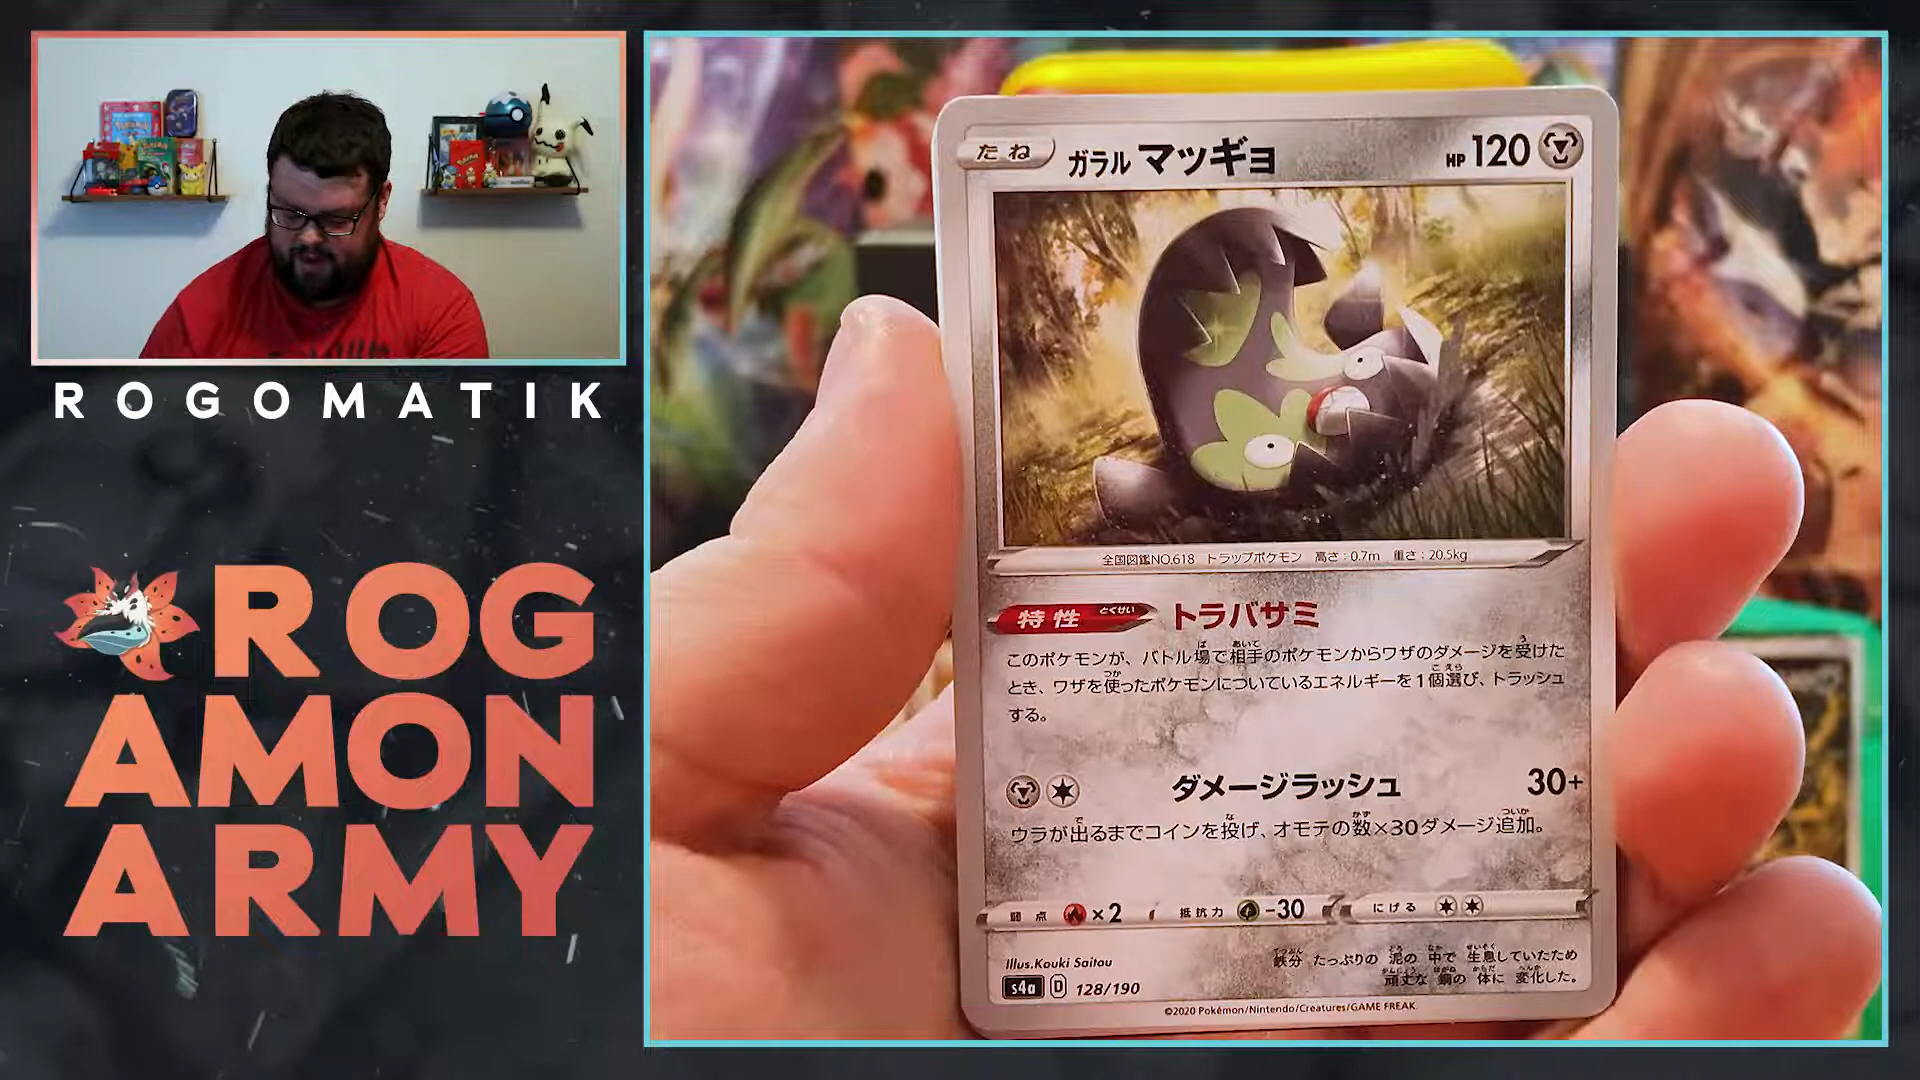 ROGOMATIK
ROG
AMON
ARMY
たね
ガラル マッギョ
HP 120
全国図鑑NO.618 トラップポケモン 高さ:0.7m 重さ:20.5kg
特性 とくせい トラバサミ
このポケモンが、バトル場で相手のポケモンからワザのダメージを受けた
とき、ワザを使ったポケモンについているエネルギーを1個選び、トラッシュ
する。
ダメージラッシュ 30+
ウラが出るまでコインを投げ、オモテの数×30ダメージ追加。
弱点 ×2 抵抗力 -30 にげる
Illus.Kouki Saitou
鉄分 たっぷりの 泥の 中で 生息していたため
頑丈な 鋼の 体に 変化した。
s4a D 128/190
©2020 Pokémon/Nintendo/Creatures/GAME FREAK.